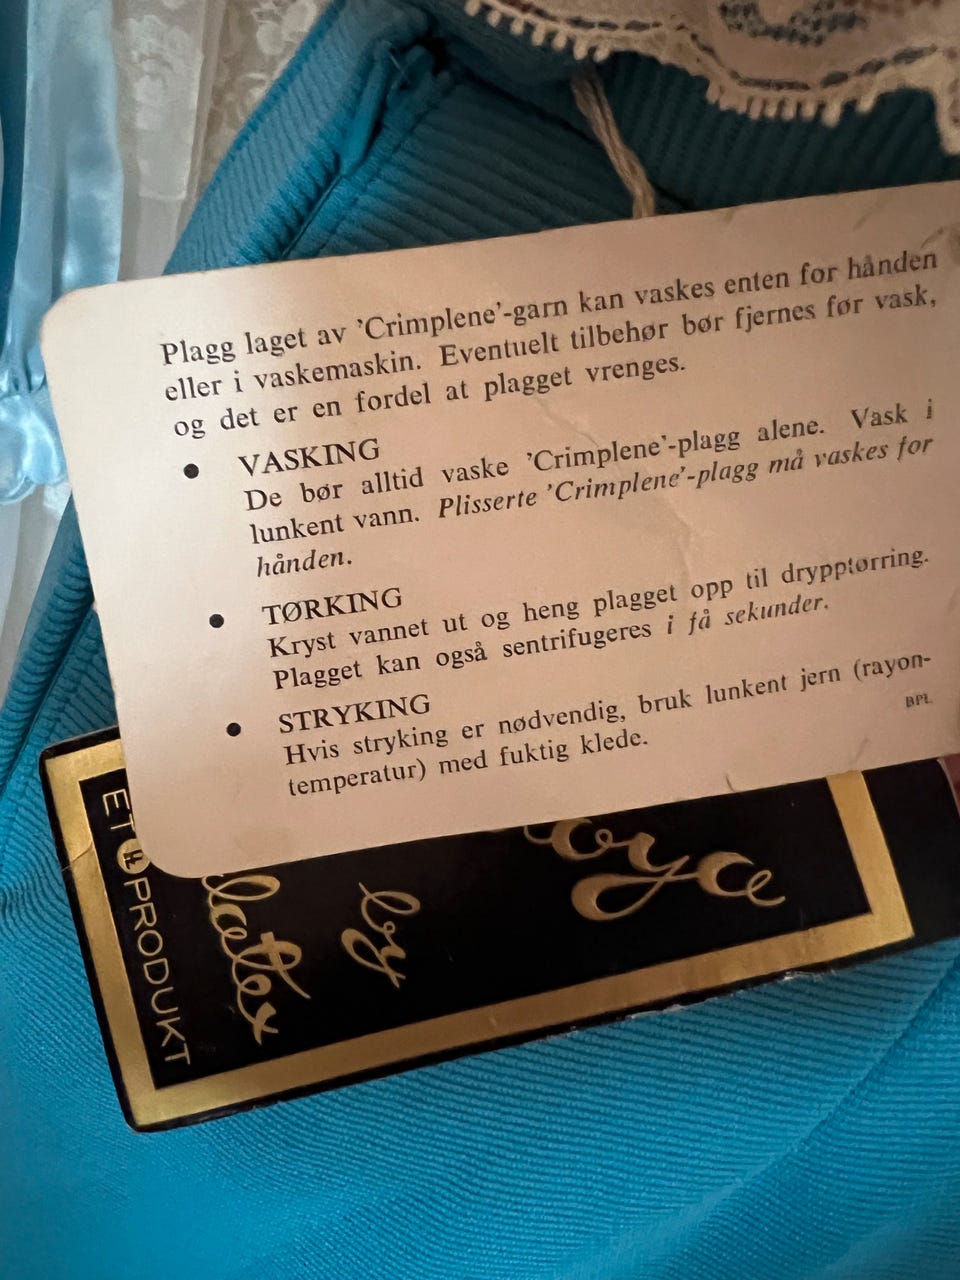 Plagg laget av 'Crimplene'-garn kan vaskes enten for hånden
eller i vaskemaskin. Eventuelt tilbehør bør fjernes før vask,
og det er en fordel at plagget vrenges.
● VASKING
De bør alltid vaske 'Crimplene'-plagg alene. Vask i
lunkent vann. Plisserte 'Crimplene'-plagg må vaskes for
hånden.
● TØRKING
Kryst vannet ut og heng plagget opp til drypptørring.
Plagget kan også sentrifugeres i få sekunder.
● STRYKING
Hvis stryking er nødvendig, bruk lunkent jern (rayon-
temperatur) med fuktig klede.
BPL
by
ET PRODUKT